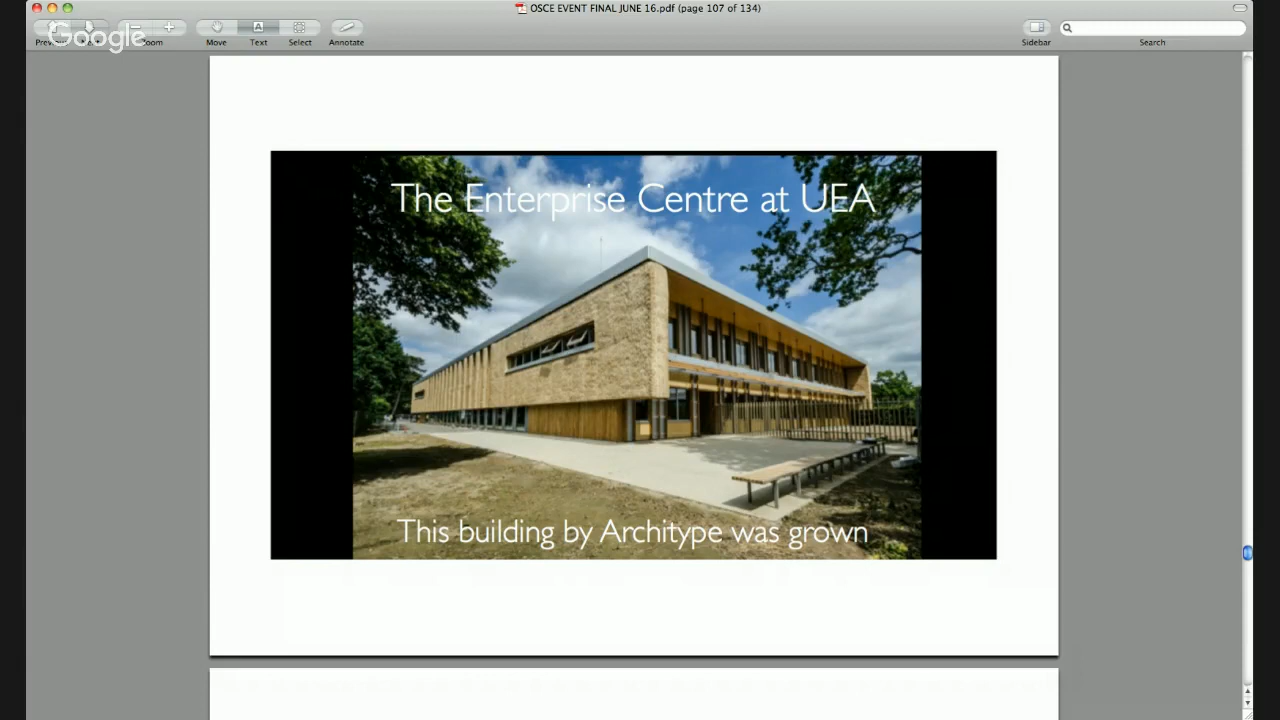 OSCE EVENT FINAL JUNE 16.pdf (page 107 of 134)
Google
Zoom
Move
Text
Select
Annotate
Sidebar
Search
The Enterprise Centre at UEA
This building by Architype was grown